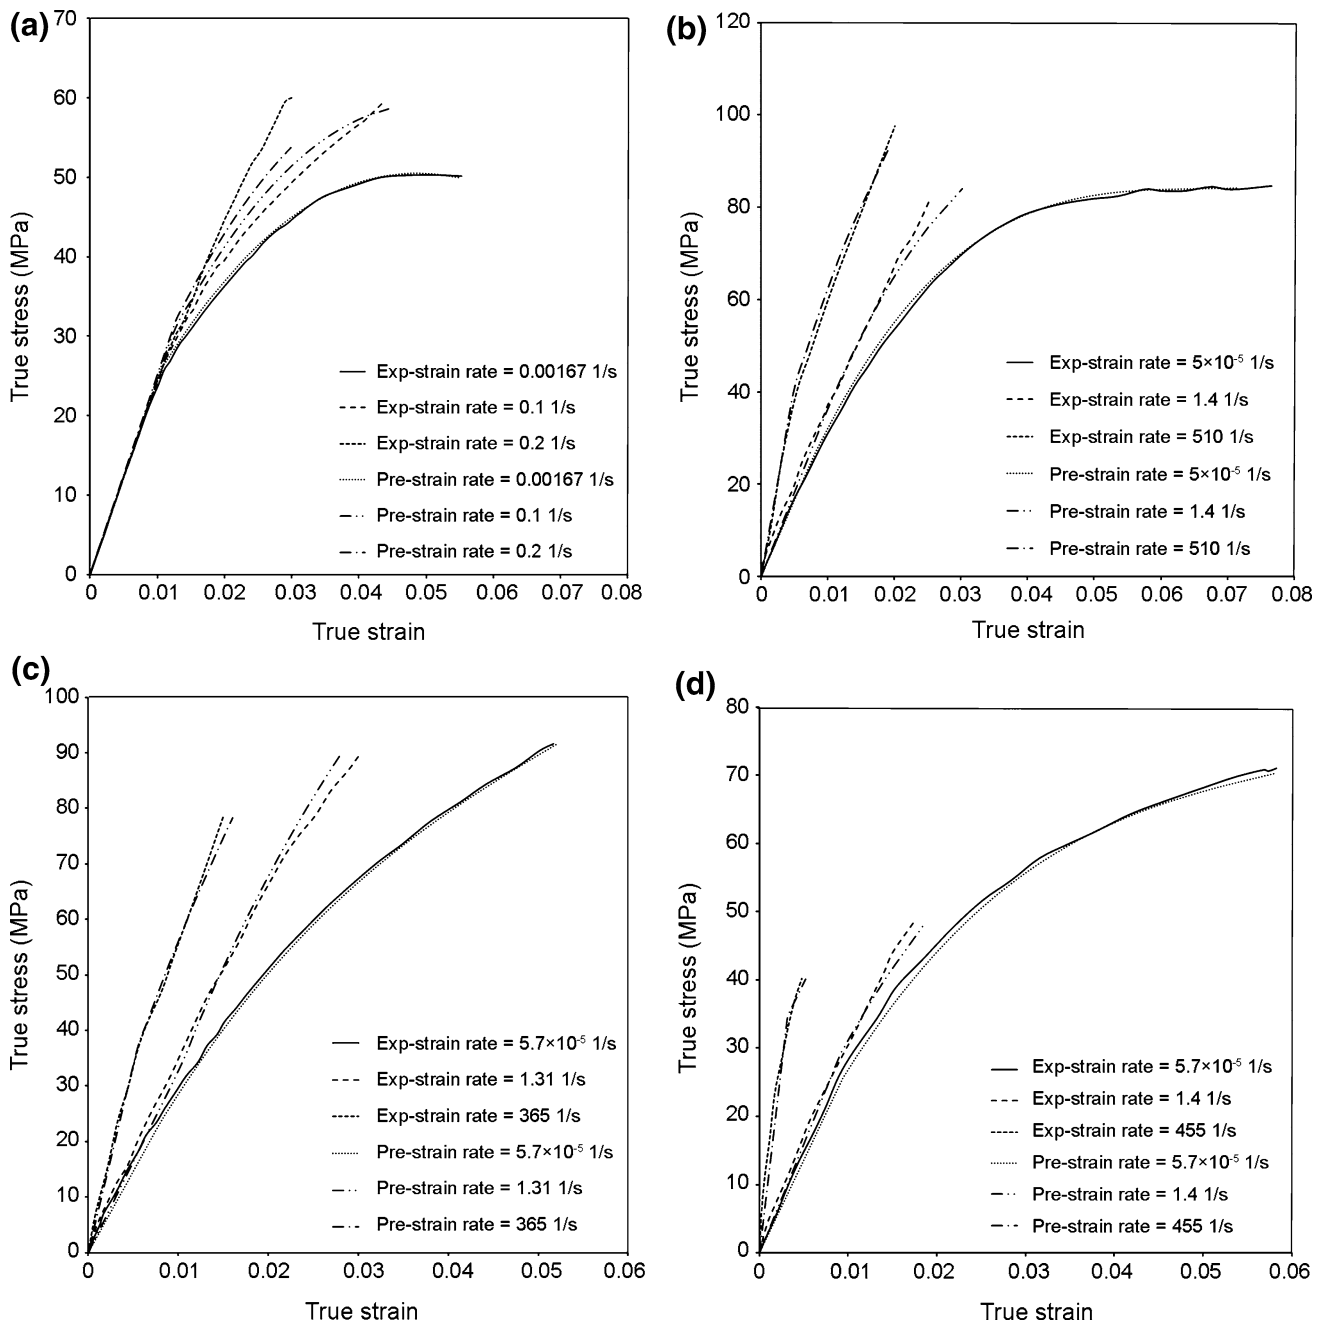 (a)
70
60
50
40
30
20
10
0
True stress (MPa)
Exp-strain rate = 0.00167 1/s
Exp-strain rate = 0.1 1/s
Exp-strain rate = 0.2 1/s
Pre-strain rate = 0.00167 1/s
Pre-strain rate = 0.1 1/s
Pre-strain rate = 0.2 1/s
0 0.01 0.02 0.03 0.04 0.05 0.06 0.07 0.08
True strain
(b)
120
100
80
60
40
20
0
True stress (MPa)
Exp-strain rate = 5×10⁻⁵ 1/s
Exp-strain rate = 1.4 1/s
Exp-strain rate = 510 1/s
Pre-strain rate = 5×10⁻⁵ 1/s
Pre-strain rate = 1.4 1/s
Pre-strain rate = 510 1/s
0 0.01 0.02 0.03 0.04 0.05 0.06 0.07 0.08
True strain
(c)
100
90
80
70
60
50
40
30
20
10
0
True stress (MPa)
Exp-strain rate = 5.7×10⁻⁵ 1/s
Exp-strain rate = 1.31 1/s
Exp-strain rate = 365 1/s
Pre-strain rate = 5.7×10⁻⁵ 1/s
Pre-strain rate = 1.31 1/s
Pre-strain rate = 365 1/s
0 0.01 0.02 0.03 0.04 0.05 0.06
True strain
(d)
80
70
60
50
40
30
20
10
0
True stress (MPa)
Exp-strain rate = 5.7×10⁻⁵ 1/s
Exp-strain rate = 1.4 1/s
Exp-strain rate = 455 1/s
Pre-strain rate = 5.7×10⁻⁵ 1/s
Pre-strain rate = 1.4 1/s
Pre-strain rate = 455 1/s
0 0.01 0.02 0.03 0.04 0.05 0.06
True strain